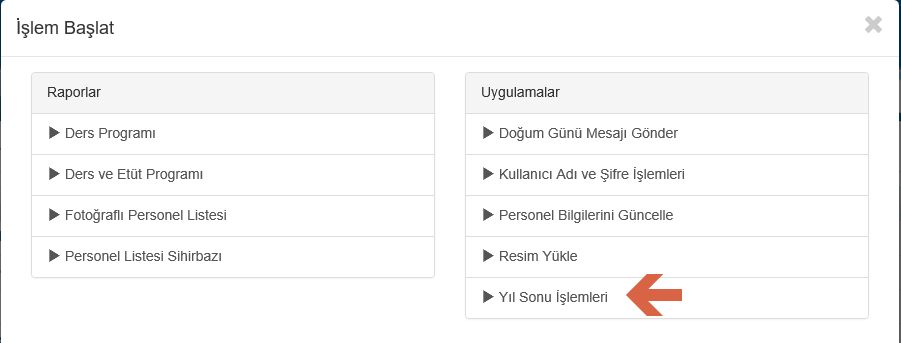 İşlem Başlat
Raporlar
Ders Programı
Ders ve Etüt Programı
Fotoğraflı Personel Listesi
Personel Listesi Sihirbazı
Uygulamalar
Doğum Günü Mesajı Gönder
Kullanıcı Adı ve Şifre İşlemleri
Personel Bilgilerini Güncelle
Resim Yükle
Yıl Sonu İşlemleri